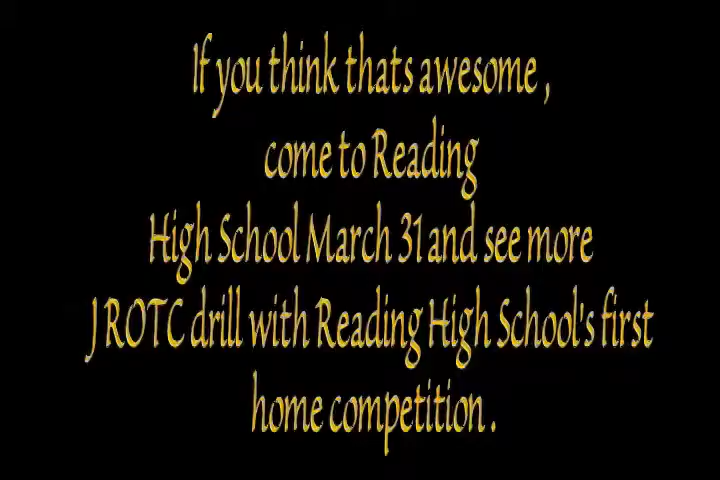 If you think thats awesome ,
come to Reading
High School March 31 and see more
JROTC drill with Reading High School's first
home competition .